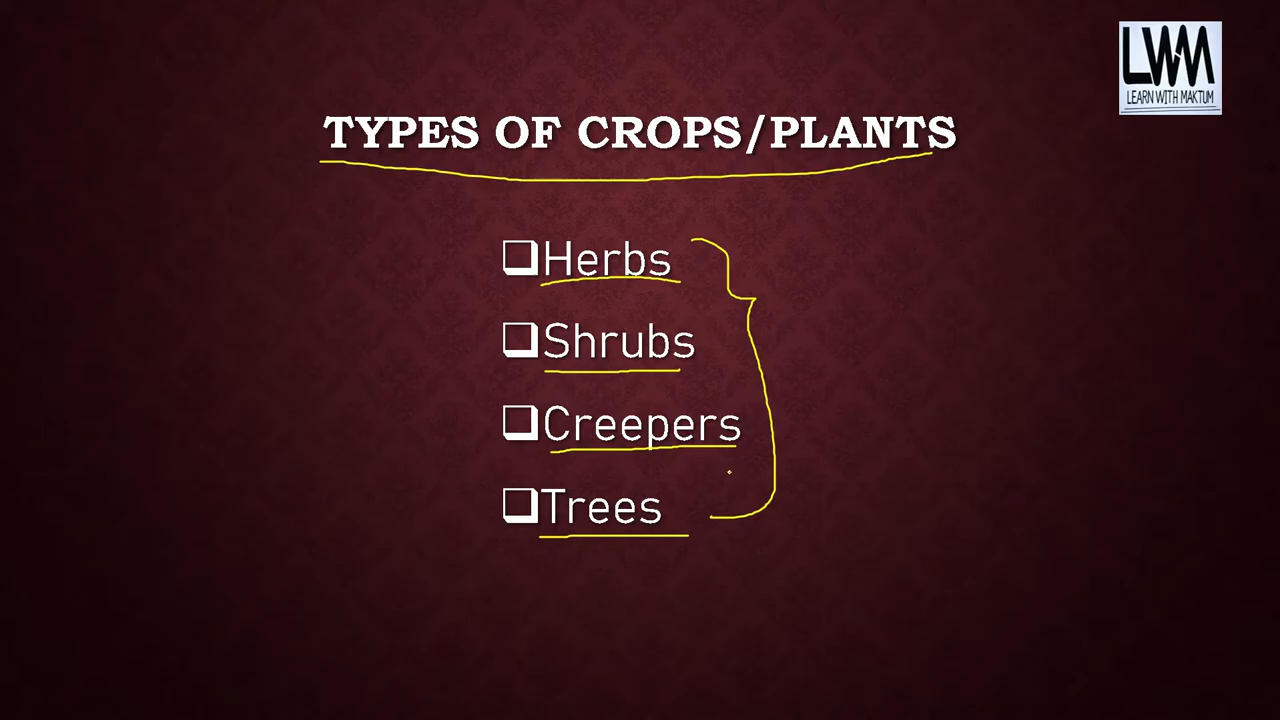 LWM
LEARN WITH MAKTUM
TYPES OF CROPS/PLANTS
Herbs
Shrubs
Creepers
Trees